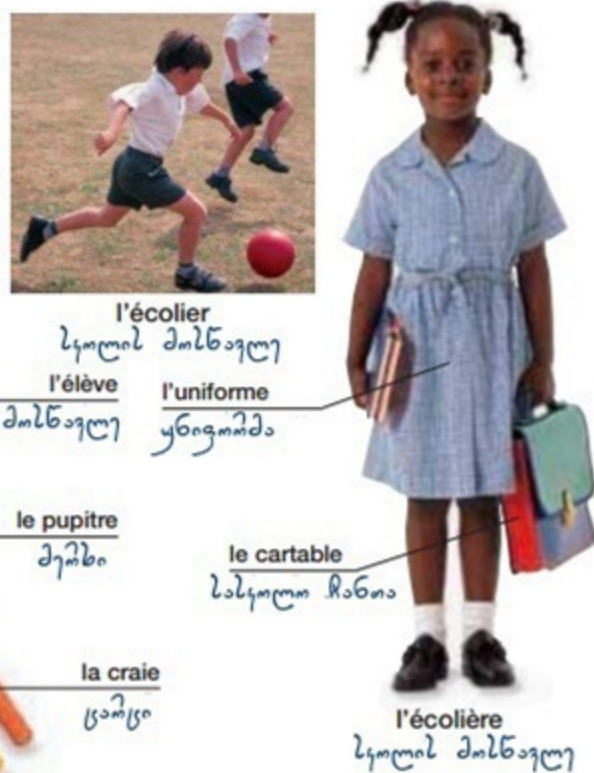 l'écolier
სკოლის მოსწავლე
l'élève
მოსწავლე
l'uniforme
უნიფორმა
le pupitre
მერხი
le cartable
სასკოლო ჩანთა
la craie
ცარცი
l'écolière
სკოლის მოსწავლე